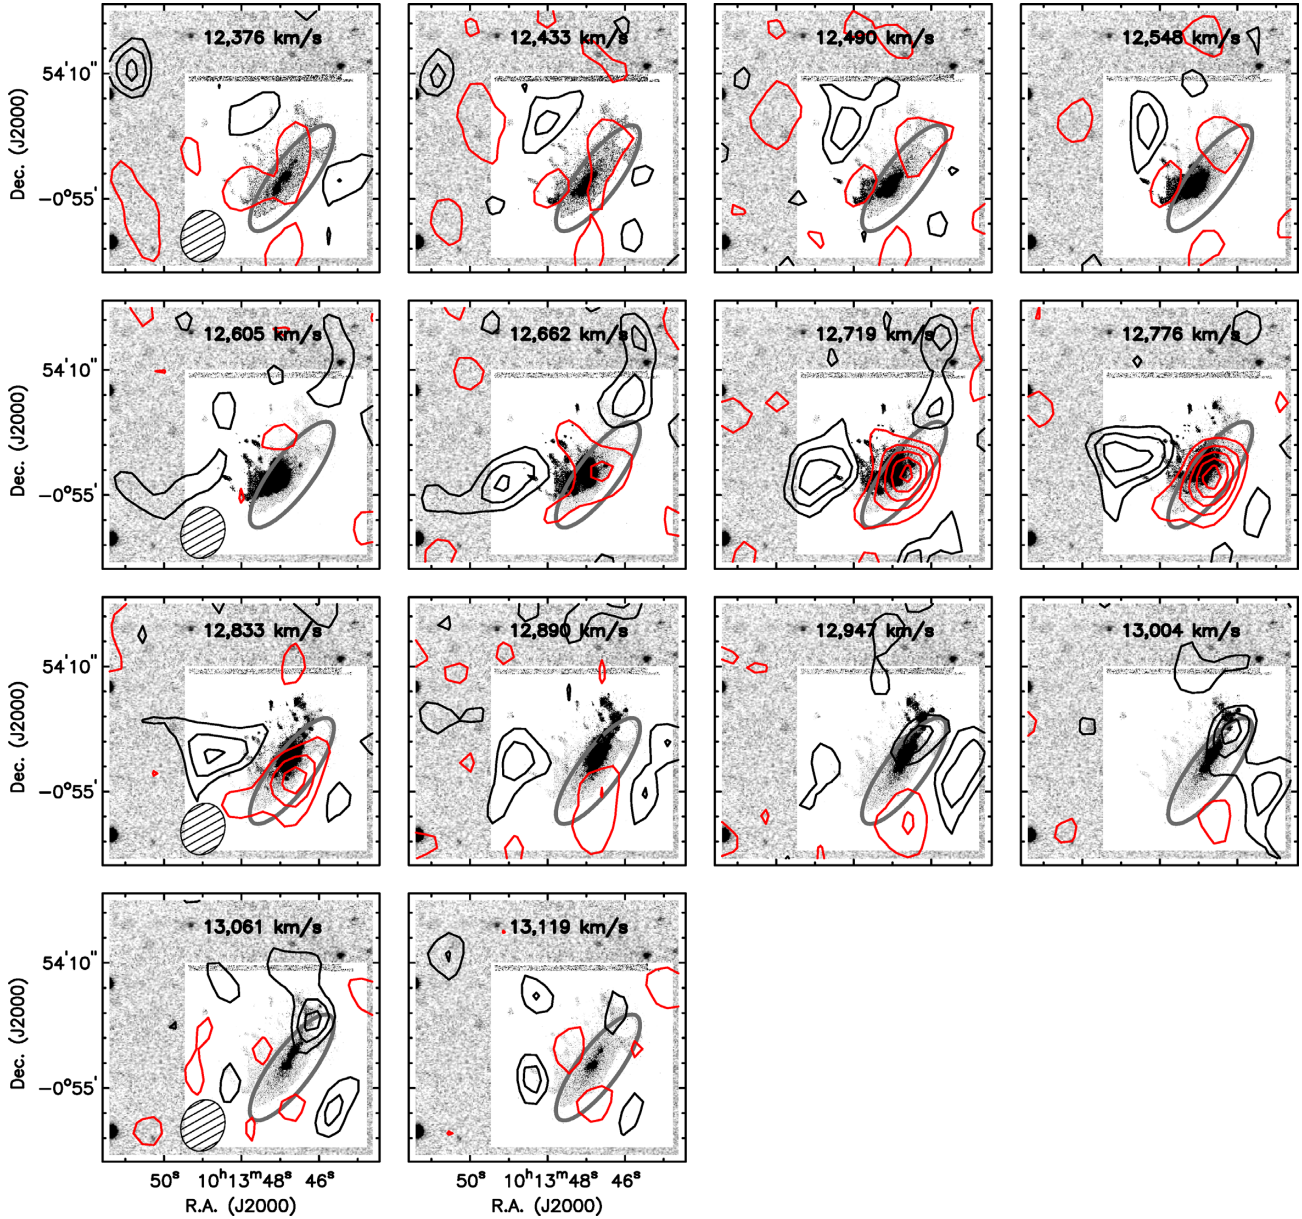 12,376 km/s
12,433 km/s
12,490 km/s
12,548 km/s
54'10"
Dec. (J2000)
−0°55'
12,605 km/s
12,662 km/s
12,719 km/s
12,776 km/s
54'10"
Dec. (J2000)
−0°55'
12,833 km/s
12,890 km/s
12,947 km/s
13,004 km/s
54'10"
Dec. (J2000)
−0°55'
13,061 km/s
13,119 km/s
54'10"
Dec. (J2000)
−0°55'
50ˢ 10ʰ13ᵐ48ˢ 46ˢ
50ˢ 10ʰ13ᵐ48ˢ 46ˢ
R.A. (J2000)
R.A. (J2000)